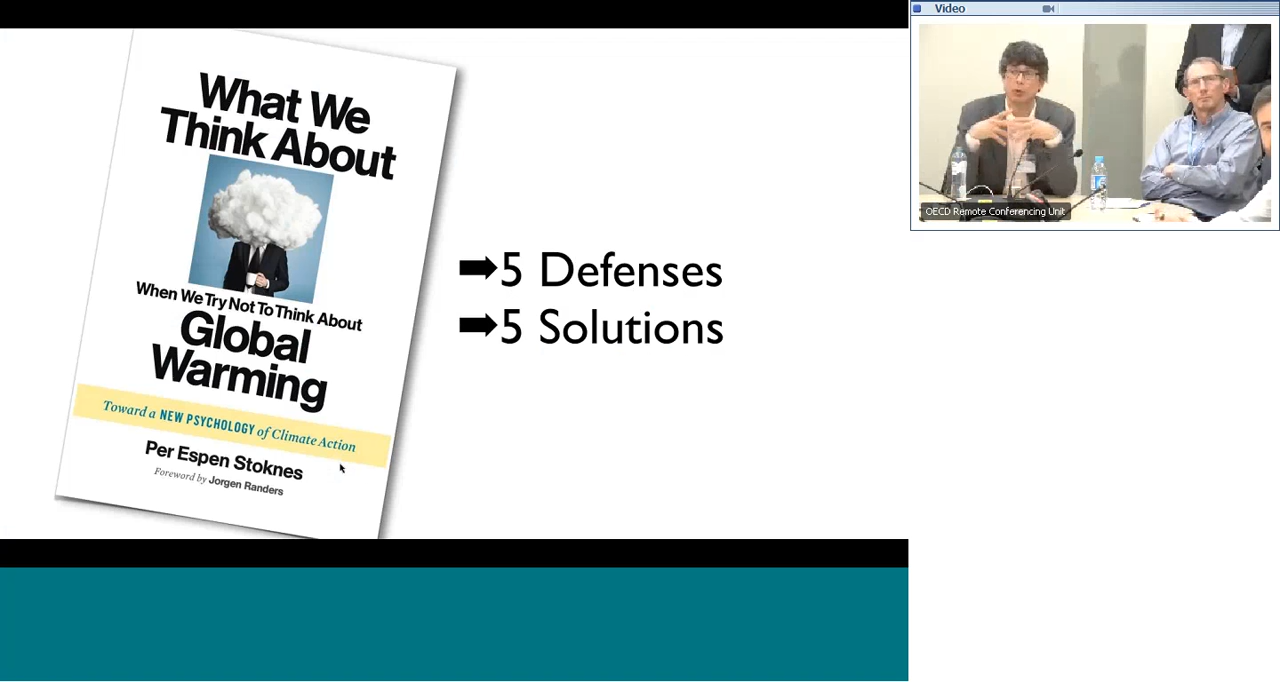 What We
Think About
When We Try Not To Think About
Global
Warming
Toward a NEW PSYCHOLOGY of Climate Action
Per Espen Stoknes
Foreword by Jorgen Randers
➡5 Defenses
➡5 Solutions
Video
OECD Remote Conferencing Unit